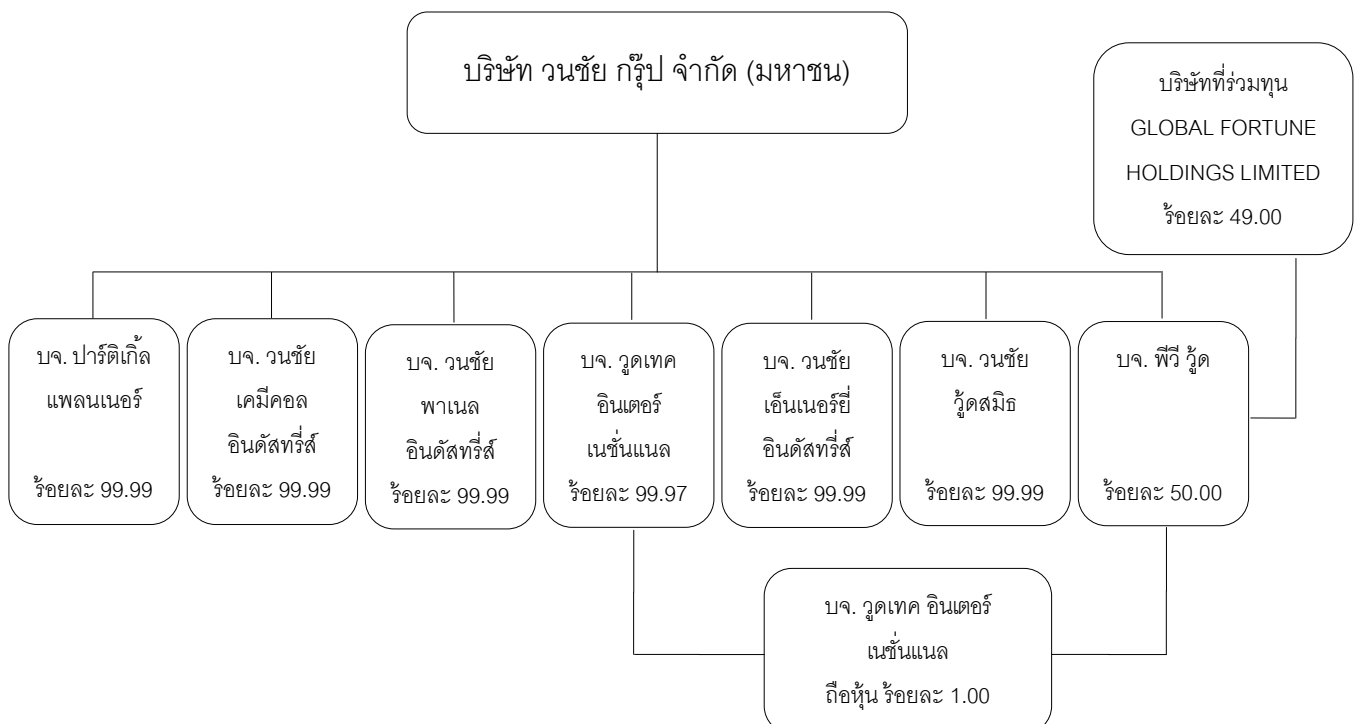 บริษัท วนชัย กรุ๊ป จำกัด (มหาชน)
บริษัทที่ร่วมทุน
GLOBAL FORTUNE
HOLDINGS LIMITED
ร้อยละ 49.00
บจ. ปาร์ติเกิ้ล
แพลนเนอร์
ร้อยละ 99.99
บจ. วนชัย
เคมีคอล
อินดัสทรี่ส์
ร้อยละ 99.99
บจ. วนชัย
พาเนล
อินดัสทรี่ส์
ร้อยละ 99.99
บจ. วูดเทค
อินเตอร์
เนชั่นแนล
ร้อยละ 99.97
บจ. วนชัย
เอ็นเนอร์ยี่
อินดัสทรี่ส์
ร้อยละ 99.99
บจ. วนชัย
วู้ดสมิธ
ร้อยละ 99.99
บจ. พีวี วู้ด
ร้อยละ 50.00
บจ. วูดเทค อินเตอร์
เนชั่นแนล
ถือหุ้น ร้อยละ 1.00